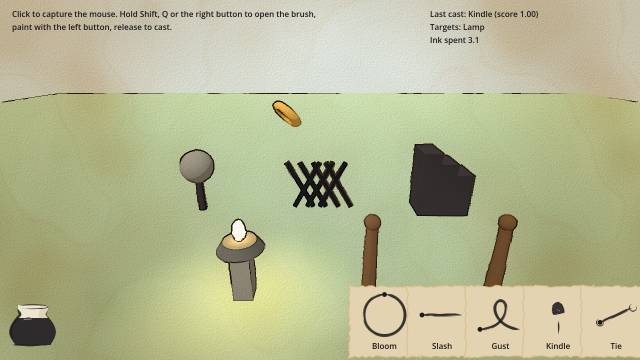 Click to capture the mouse. Hold Shift, Q or the right button to open the brush,
paint with the left button, release to cast.
Last cast: Kindle (score 1.00)
Targets: Lamp
Ink spent 3.1
Bloom
Slash
Gust
Kindle
Tie